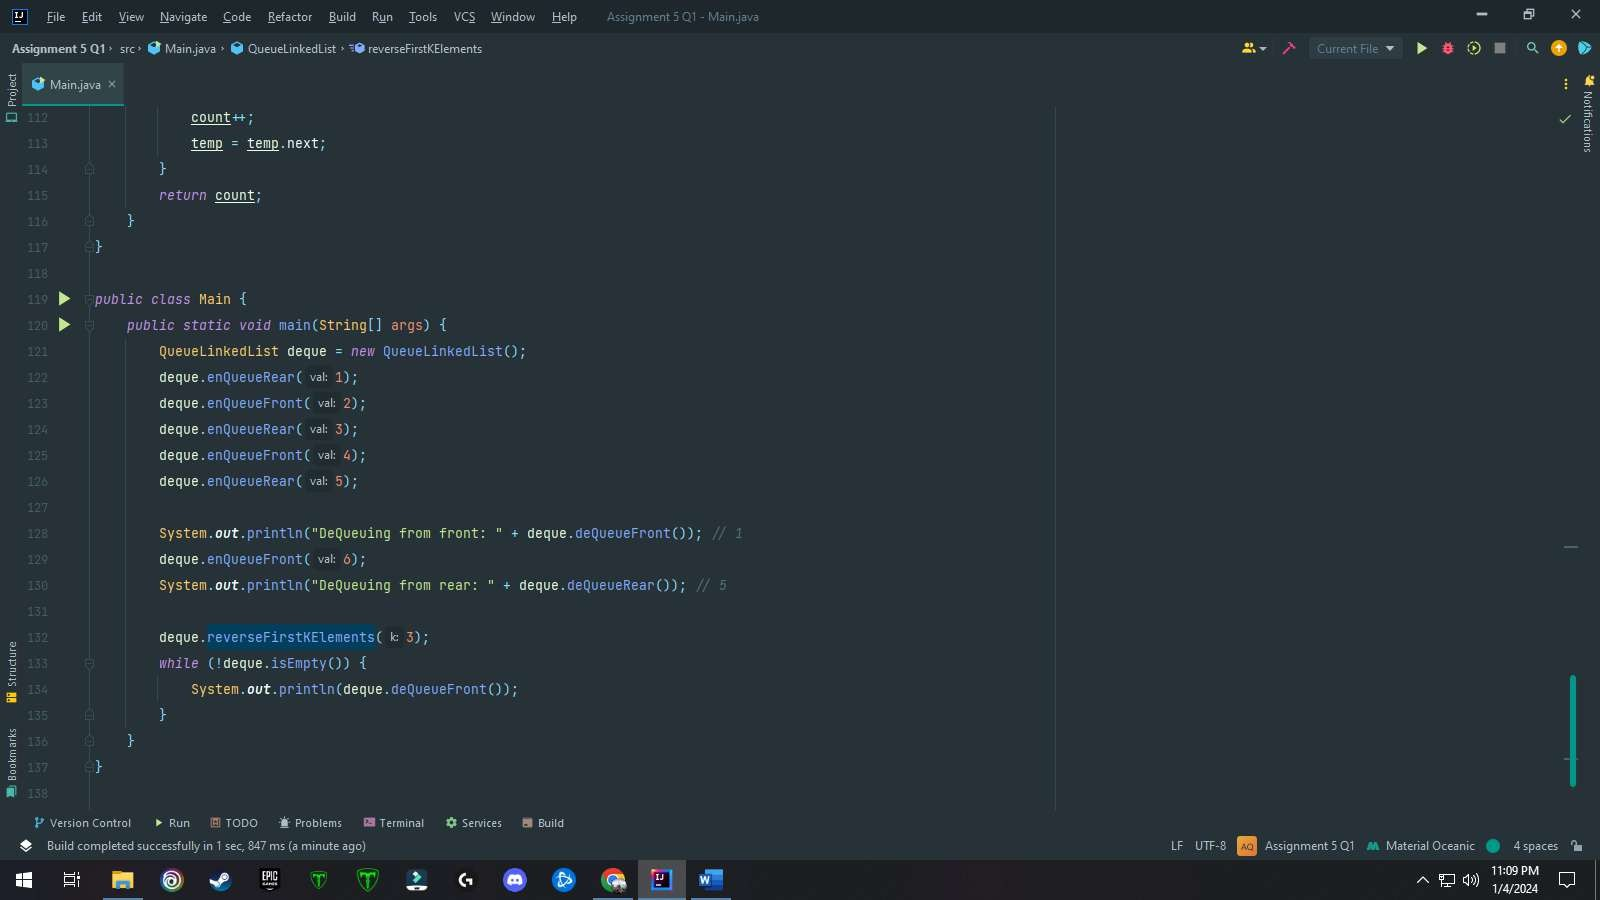 File Edit View Navigate Code Refactor Build Run Tools VCS Window Help Assignment 5 Q1 - Main.java
Assignment 5 Q1 › src › Main.java › QueueLinkedList › reverseFirstKElements Current File
Project
Main.java ×
Notifications
112 count++;
113 temp = temp.next;
114 }
115 return count;
116 }
117 }
118
119 public class Main {
120 public static void main(String[] args) {
121 QueueLinkedList deque = new QueueLinkedList();
122 deque.enQueueRear( val: 1);
123 deque.enQueueFront( val: 2);
124 deque.enQueueRear( val: 3);
125 deque.enQueueFront( val: 4);
126 deque.enQueueRear( val: 5);
127
128 System.out.println("DeQueuing from front: " + deque.deQueueFront()); // 1
129 deque.enQueueFront( val: 6);
130 System.out.println("DeQueuing from rear: " + deque.deQueueRear()); // 5
131
132 deque.reverseFirstKElements( k: 3);
133 while (!deque.isEmpty()) {
134 System.out.println(deque.deQueueFront());
135 }
136 }
137 }
138
Structure
Bookmarks
Version Control Run TODO Problems Terminal Services Build
Build completed successfully in 1 sec, 847 ms (a minute ago) LF UTF-8 AQ Assignment 5 Q1 Material Oceanic 4 spaces
EPIC GAMES
11:09 PM
1/4/2024